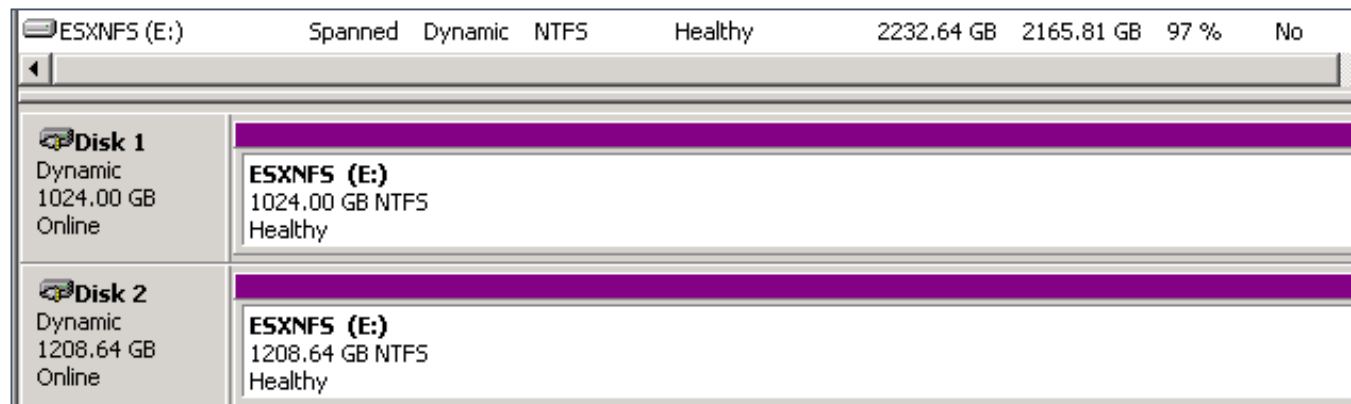 ESXNFS (E:) Spanned Dynamic NTFS Healthy 2232.64 GB 2165.81 GB 97 % No
Disk 1
Dynamic
1024.00 GB
Online
ESXNFS (E:)
1024.00 GB NTFS
Healthy
Disk 2
Dynamic
1208.64 GB
Online
ESXNFS (E:)
1208.64 GB NTFS
Healthy